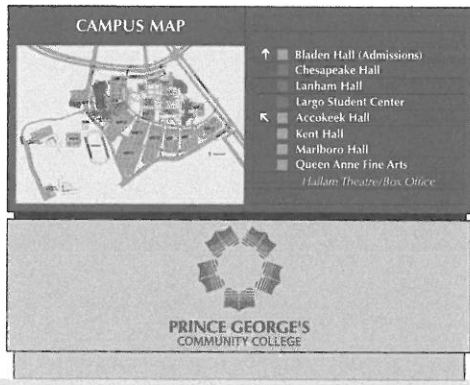 CAMPUS MAP
↑ Bladen Hall (Admissions)
Chesapeake Hall
Lanham Hall
Largo Student Center
↖ Accokeek Hall
Kent Hall
Marlboro Hall
Queen Anne Fine Arts
Hallam Theatre/Box Office
PRINCE GEORGE'S
COMMUNITY COLLEGE